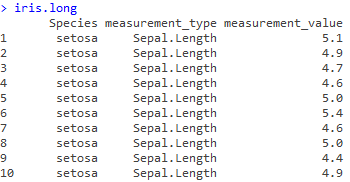 > iris.long
Species measurement_type measurement_value
1 setosa Sepal.Length 5.1
2 setosa Sepal.Length 4.9
3 setosa Sepal.Length 4.7
4 setosa Sepal.Length 4.6
5 setosa Sepal.Length 5.0
6 setosa Sepal.Length 5.4
7 setosa Sepal.Length 4.6
8 setosa Sepal.Length 5.0
9 setosa Sepal.Length 4.4
10 setosa Sepal.Length 4.9